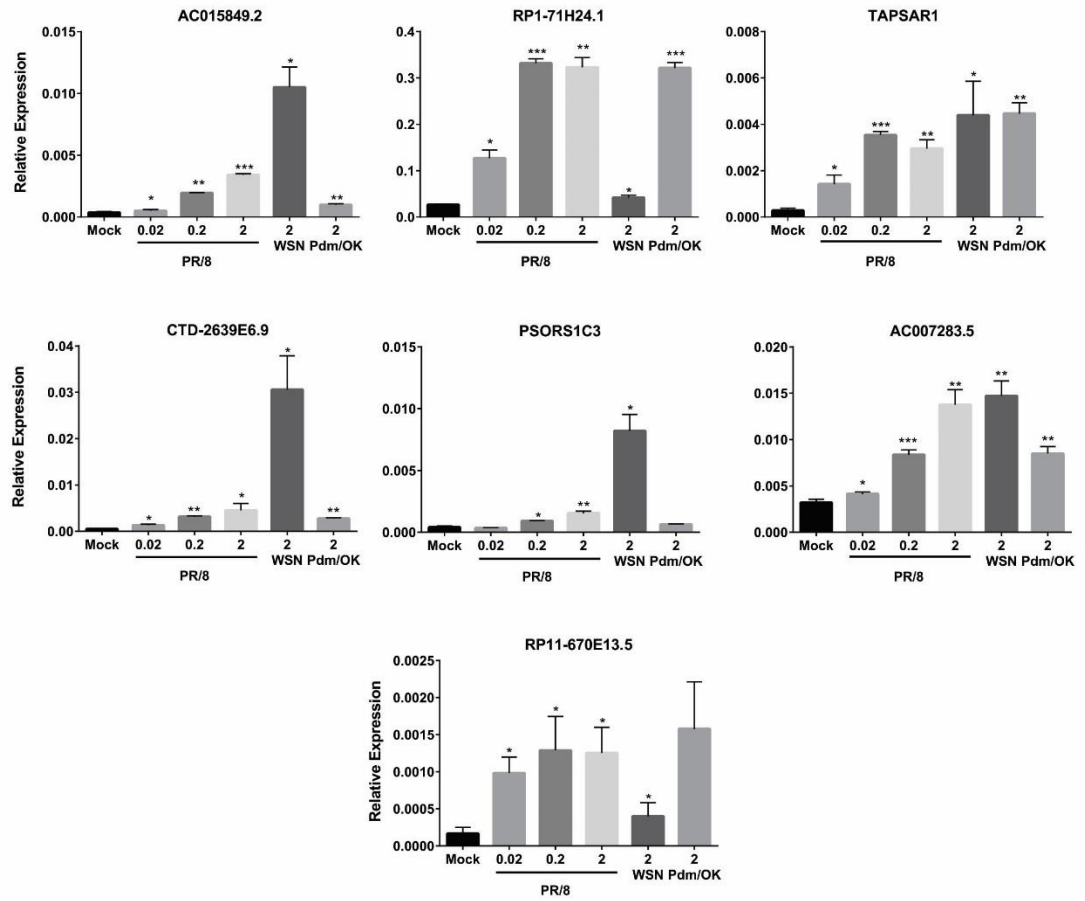 AC015849.2
Relative Expression
0.015
0.010
0.005
0.000
* ** *** * **
Mock 0.02 0.2 2 2 2
WSN Pdm/OK
PR/8
RP1-71H24.1
0.4
0.3
0.2
0.1
0.0
* *** ** * ***
Mock 0.02 0.2 2 2 2
WSN Pdm/OK
PR/8
TAPSAR1
0.008
0.006
0.004
0.002
0.000
* *** ** * **
Mock 0.02 0.2 2 2 2
WSN Pdm/OK
PR/8
CTD-2639E6.9
Relative Expression
0.04
0.03
0.02
0.01
0.00
* ** * * **
Mock 0.02 0.2 2 2 2
WSN Pdm/OK
PR/8
PSORS1C3
0.015
0.010
0.005
0.000
* ** *
Mock 0.02 0.2 2 2 2
WSN Pdm/OK
PR/8
AC007283.5
0.020
0.015
0.010
0.005
0.000
* *** ** ** **
Mock 0.02 0.2 2 2 2
WSN Pdm/OK
PR/8
RP11-670E13.5
Relative Expression
0.0025
0.0020
0.0015
0.0010
0.0005
0.0000
* * * *
Mock 0.02 0.2 2 2 2
WSN Pdm/OK
PR/8